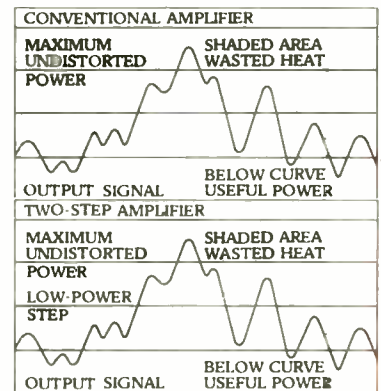 CONVENTIONAL AMPLIFIER
MAXIMUM
UNDISTORTED
POWER
SHADED AREA
WASTED HEAT
BELOW CURVE
USEFUL POWER
OUTPUT SIGNAL
TWO-STEP AMPLIFIER
MAXIMUM
UNDISTORTED
POWER
SHADED AREA
WASTED HEAT
LOW-POWER
STEP
BELOW CURVE
USEFUL POWER
OUTPUT SIGNAL